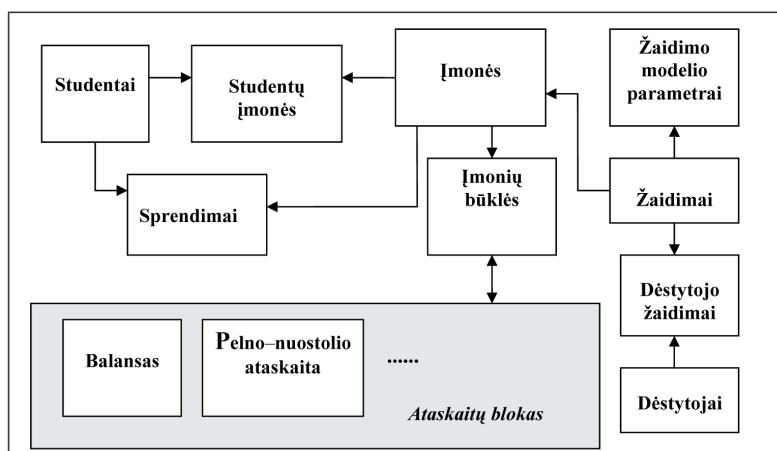 Studentai
Studentų
įmonės
Įmonės
Žaidimo
modelio
parametrai
Sprendimai
Įmonių
būklės
Žaidimai
Dėstytojo
žaidimai
Balansas
Pelno–nuostolio
ataskaita
......
Ataskaitų blokas
Dėstytojai